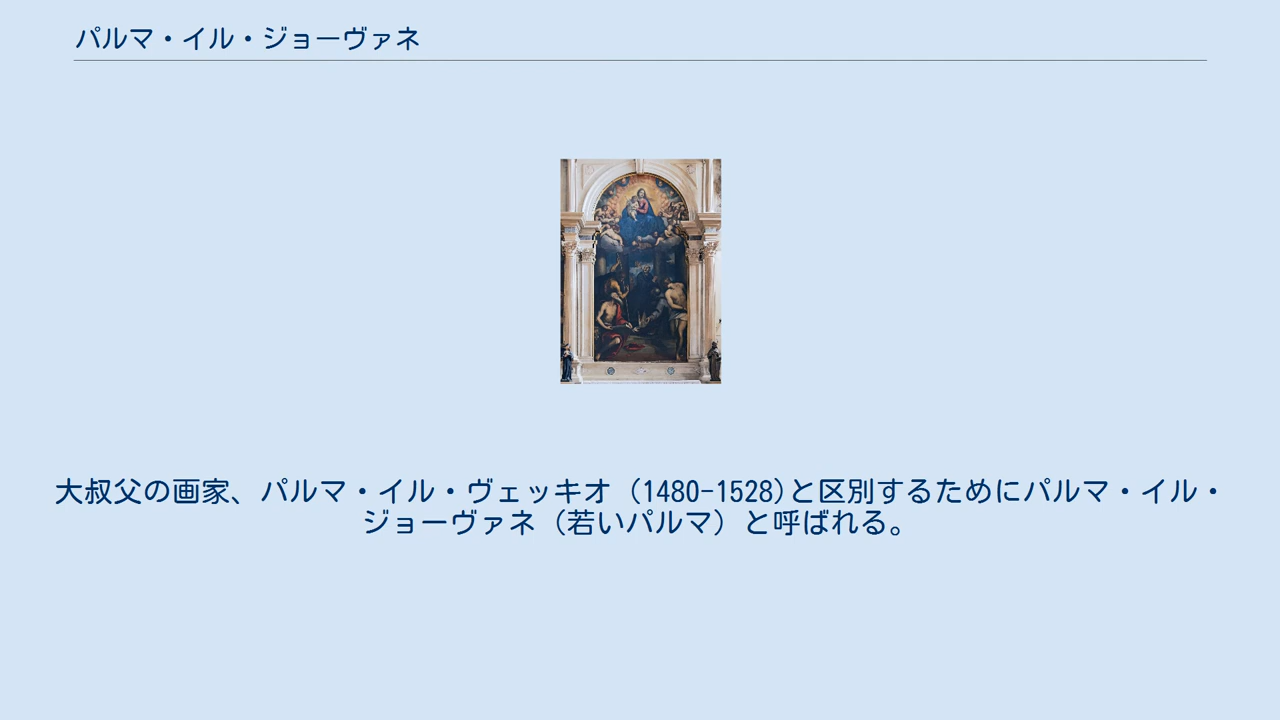 パルマ・イル・ジョーヴァネ
大叔父の画家、パルマ・イル・ヴェッキオ（1480-1528)と区別するためにパルマ・イル・
ジョーヴァネ（若いパルマ）と呼ばれる。